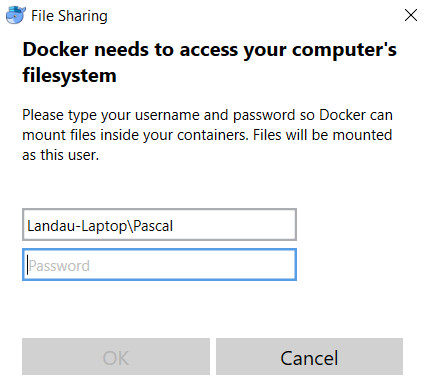 File Sharing
Docker needs to access your computer's
filesystem
Please type your username and password so Docker can
mount files inside your containers. Files will be mounted
as this user.
Landau-Laptop\Pascal
Password
OK
Cancel